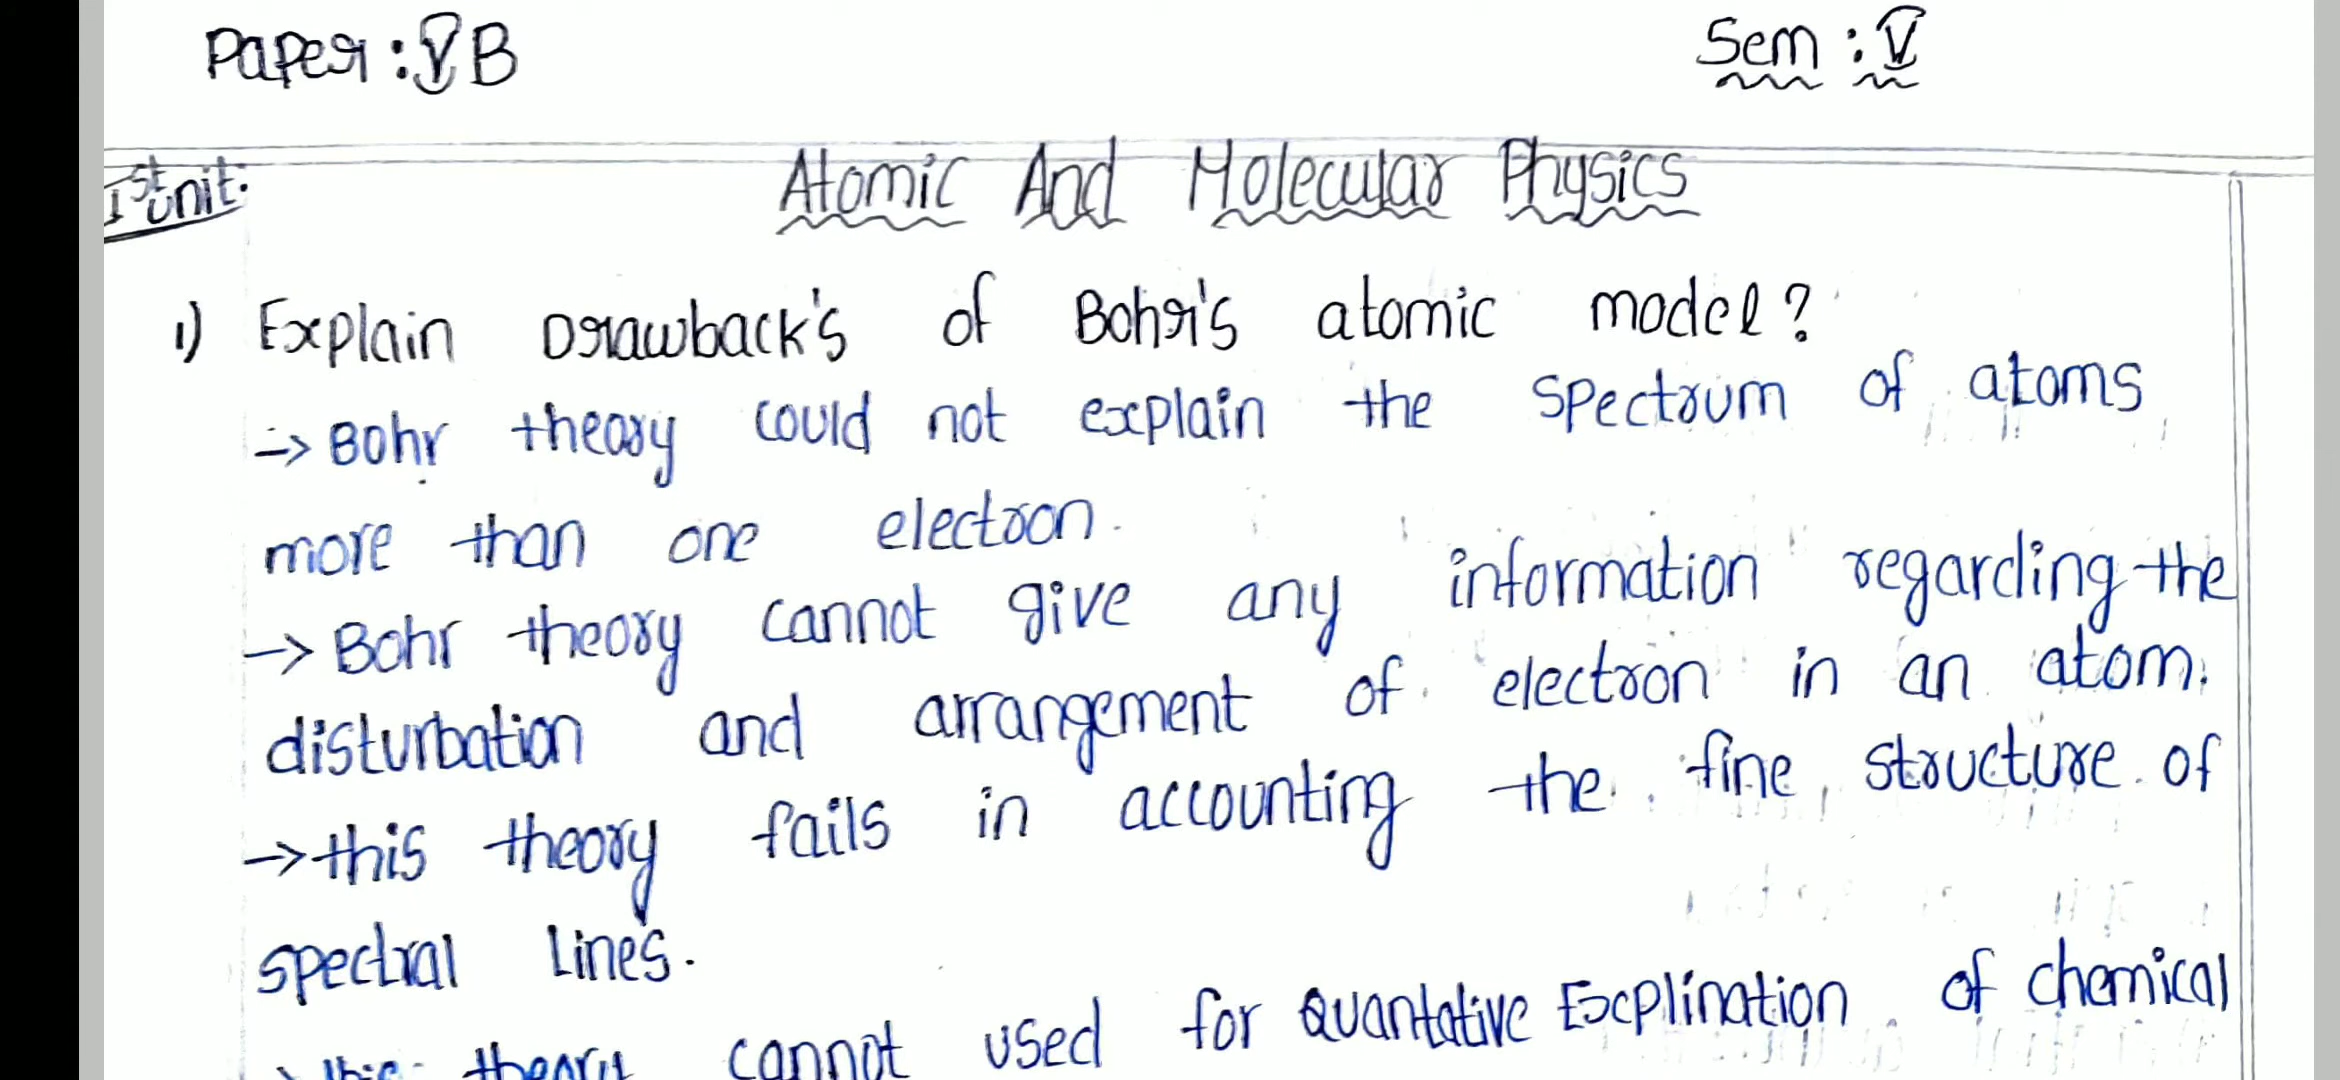 Paper : V B
Sem : V
Ist unit.
Atomic And Molecular Physics
1) Explain Drawback's of Bohr's atomic model?
-> Bohr theory could not explain the spectrum of atoms
more than one electron.
-> Bohr theory cannot give any information regarding the
disturbation and arrangement of electron in an atom.
-> this theory fails in accounting the fine structure of
spectral Lines.
-> this theory cannot used for Quantative Explination of chemical